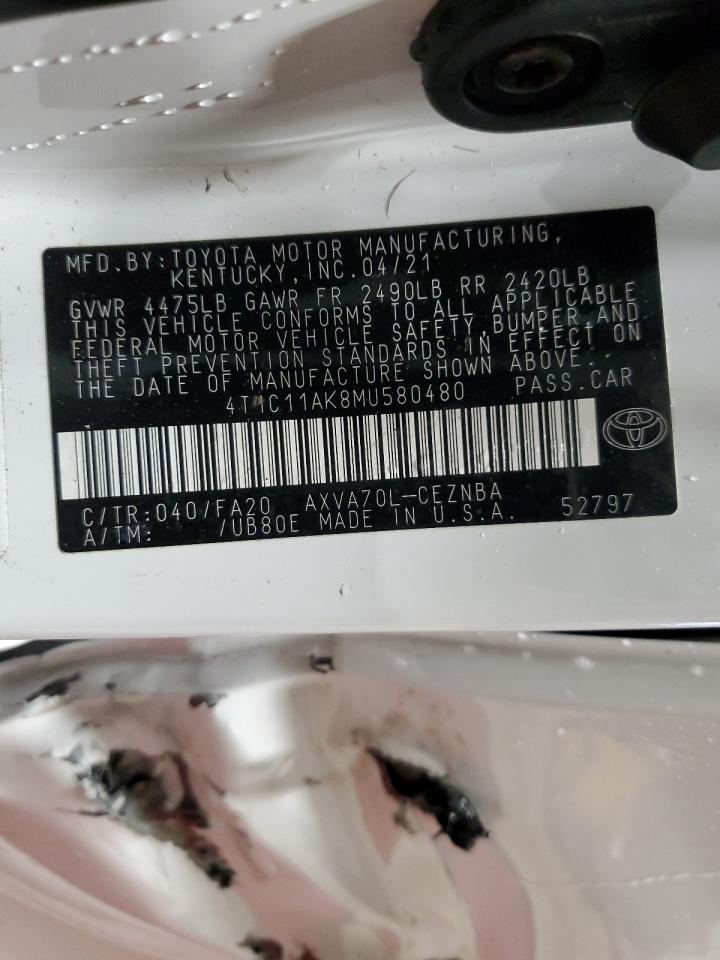 MFD.BY:TOYOTA MOTOR MANUFACTURING,
KENTUCKY, INC. 04/21
GVWR 4475LB GAWR FR 2490LB RR 2420LB
THIS VEHICLE CONFORMS TO ALL APPLICABLE
FEDERAL MOTOR VEHICLE SAFETY, BUMPER, AND
THEFT PREVENTION STANDARDS IN EFFECT ON
THE DATE OF MANUFACTURE SHOWN ABOVE.
4T1C11AK8MU580480 PASS.CAR
C/TR:040/FA20 AXVA70L-CEZNBA
A/TM: /UB80E MADE IN U.S.A. 52797